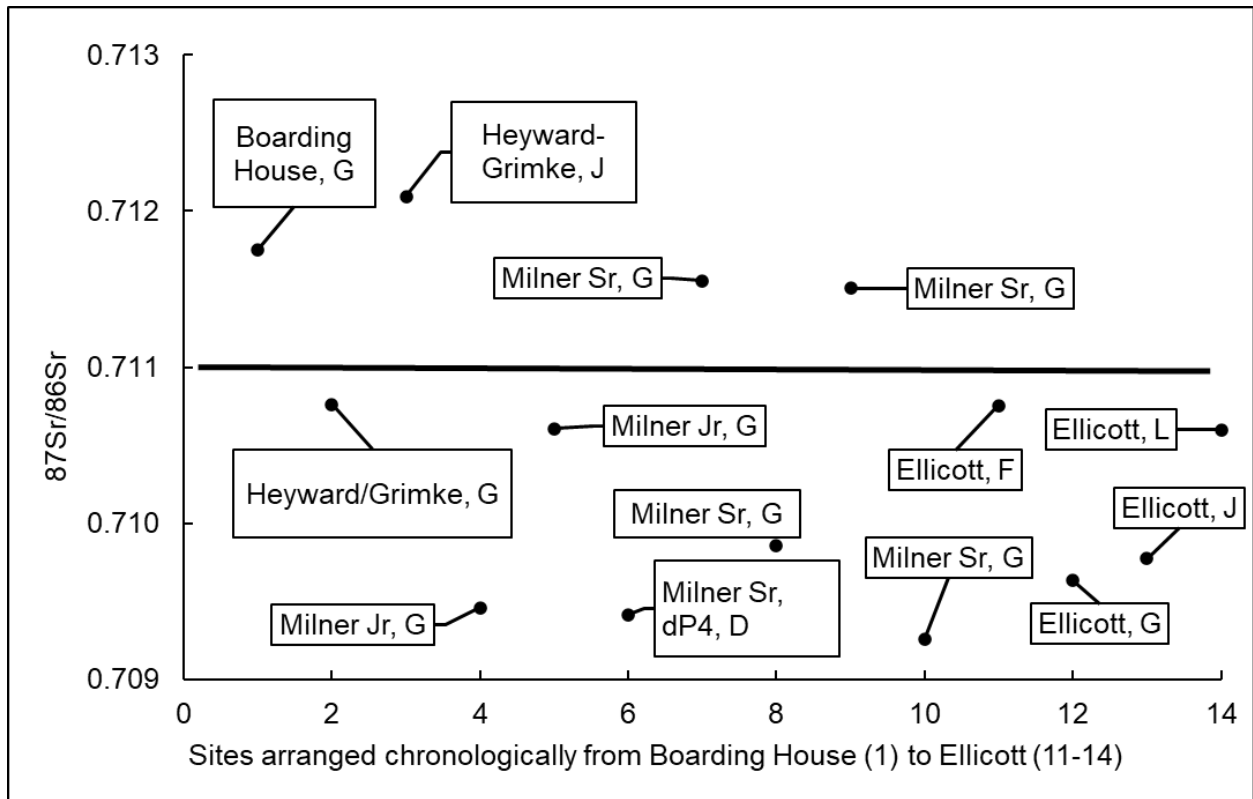 0.713
0.712
0.711
0.710
0.709
87Sr/86Sr
Boarding
House, G
Heyward-
Grimke, J
Milner Sr, G
Milner Sr, G
Heyward/Grimke, G
Milner Jr, G
Ellicott, F
Ellicott, L
Milner Sr, G
Ellicott, J
Milner Sr, G
Milner Jr, G
Milner Sr,
dP4, D
Ellicott, G
0 2 4 6 8 10 12 14
Sites arranged chronologically from Boarding House (1) to Ellicott (11-14)